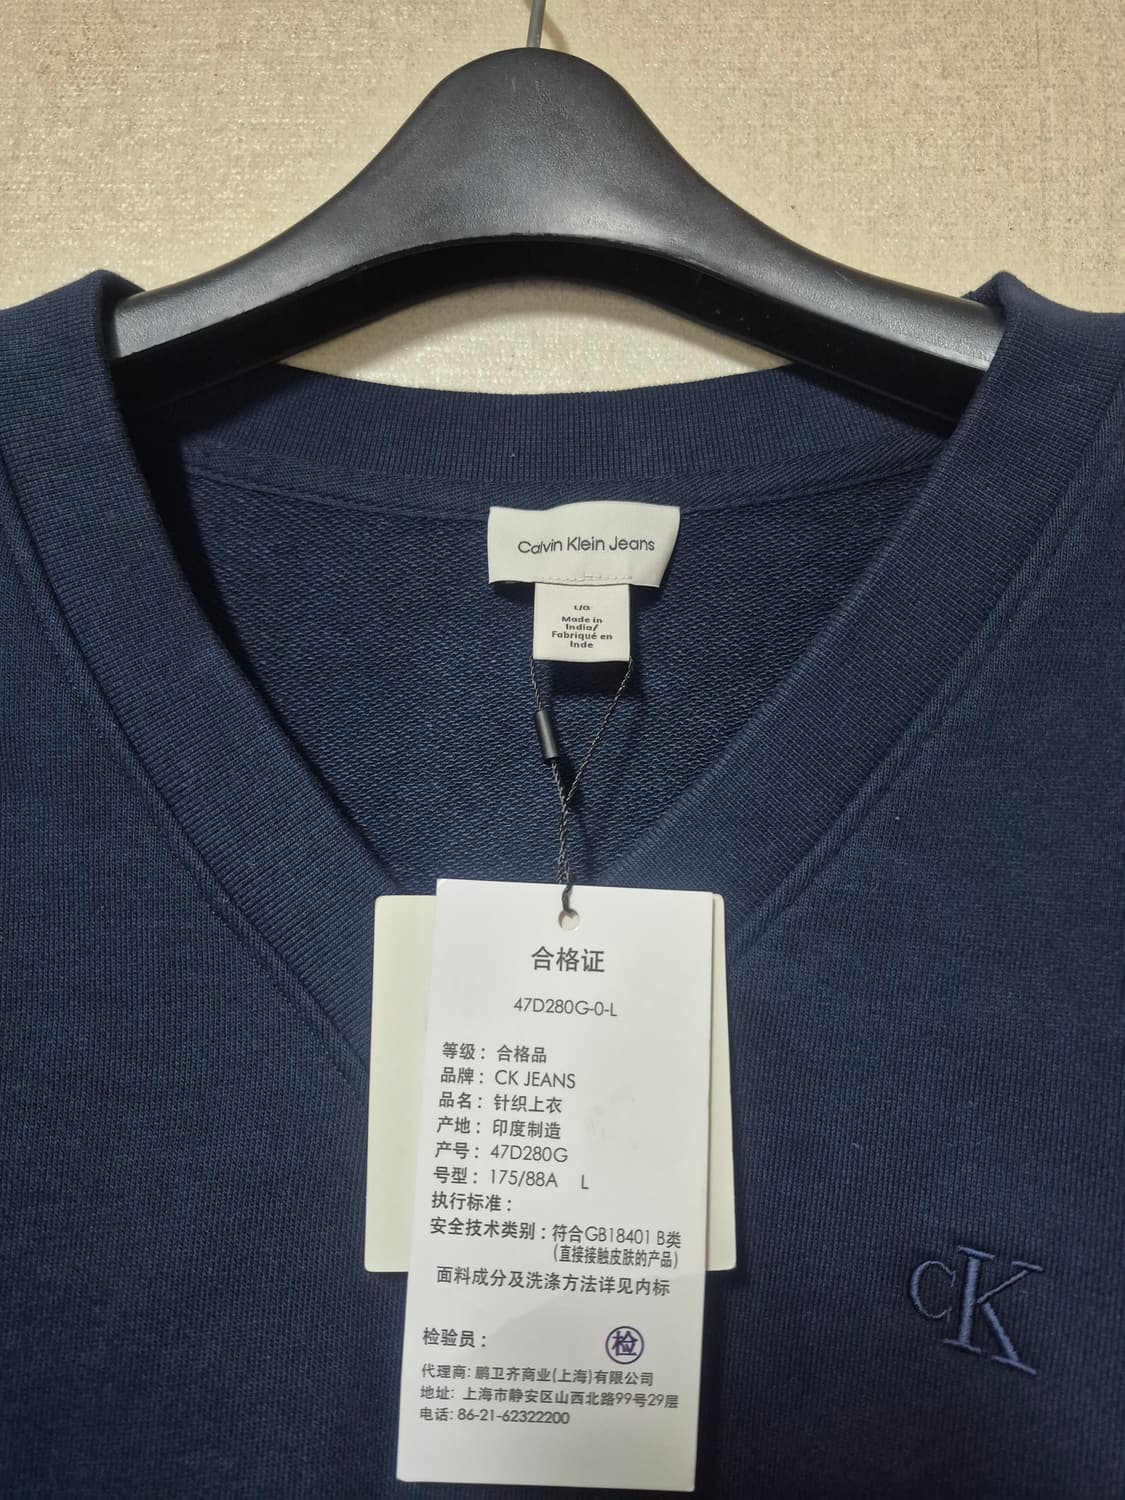 Calvin Klein Jeans
L/G
Made in
India/
Fabriqué en
Inde
合格证
47D280G-0-L
等级：合格品
品牌：CK JEANS
品名：针织上衣
产地：印度制造
产号：47D280G
号型：175/88A L
执行标准：
安全技术类别：符合GB18401 B类
(直接接触皮肤的产品)
面料成分及洗涤方法详见内标
检验员： 检
代理商：鹏卫齐商业(上海)有限公司
地址：上海市静安区山西北路99号29层
电话：86-21-62322200
CK